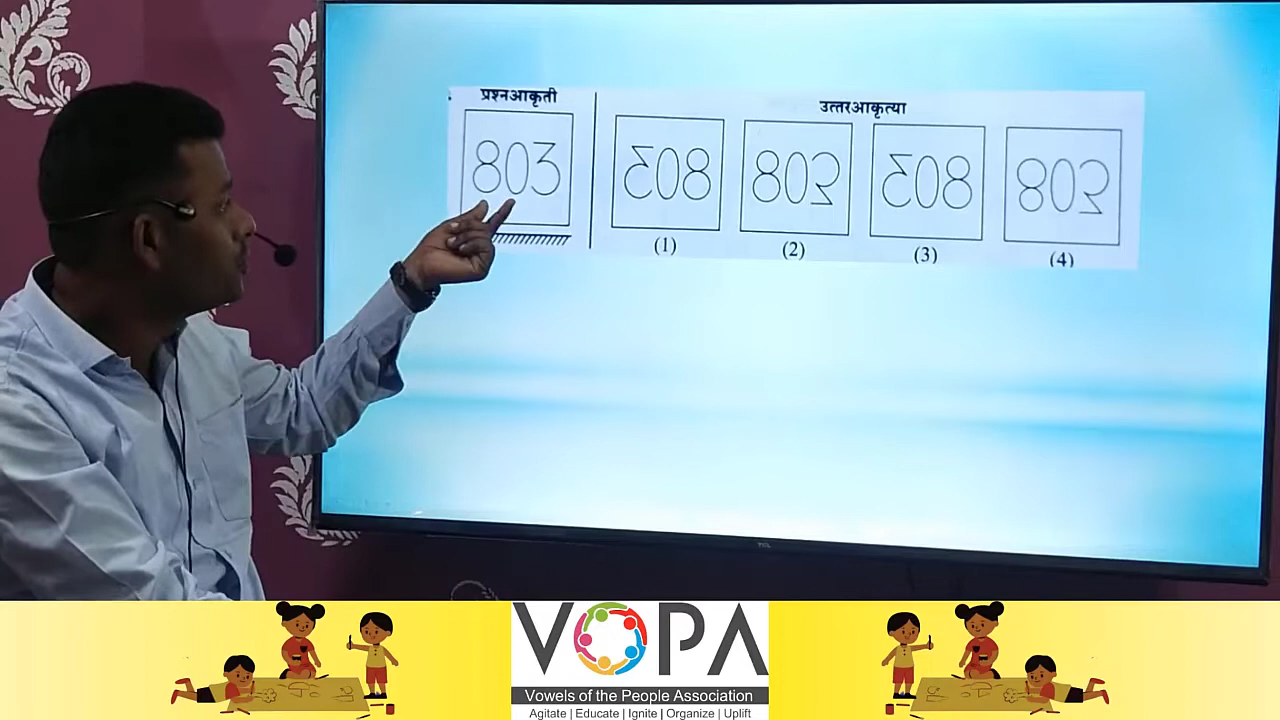 प्रश्नआकृती
उत्तरआकृत्या
803
(1)
(2)
(3)
(4)
VOPA
Vowels of the People Association
Agitate | Educate | Ignite | Organize | Uplift